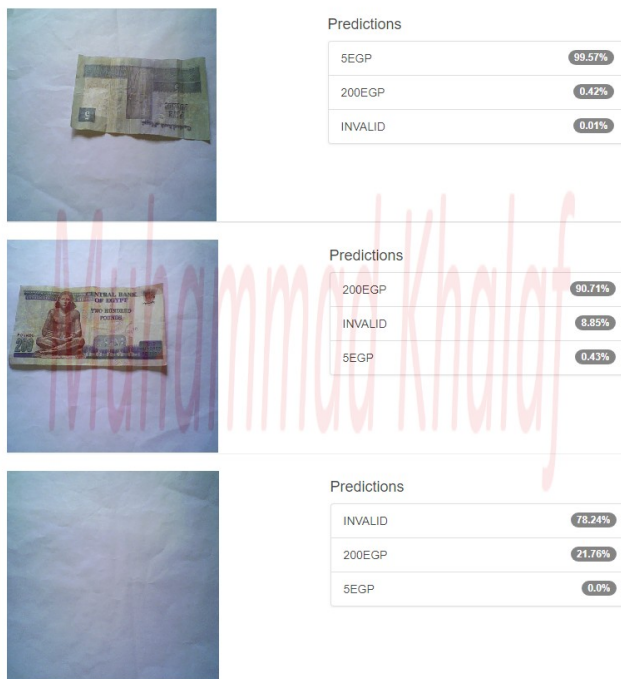 Predictions
5EGP 99.57%
200EGP 0.42%
INVALID 0.01%
5
Predictions
200EGP 90.71%
INVALID 8.85%
5EGP 0.43%
CENTRAL BANK
OF EGYPT
TWO HUNDRED
POUNDS
200
Muhammad Khalaf
Predictions
INVALID 78.24%
200EGP 21.76%
5EGP 0.0%